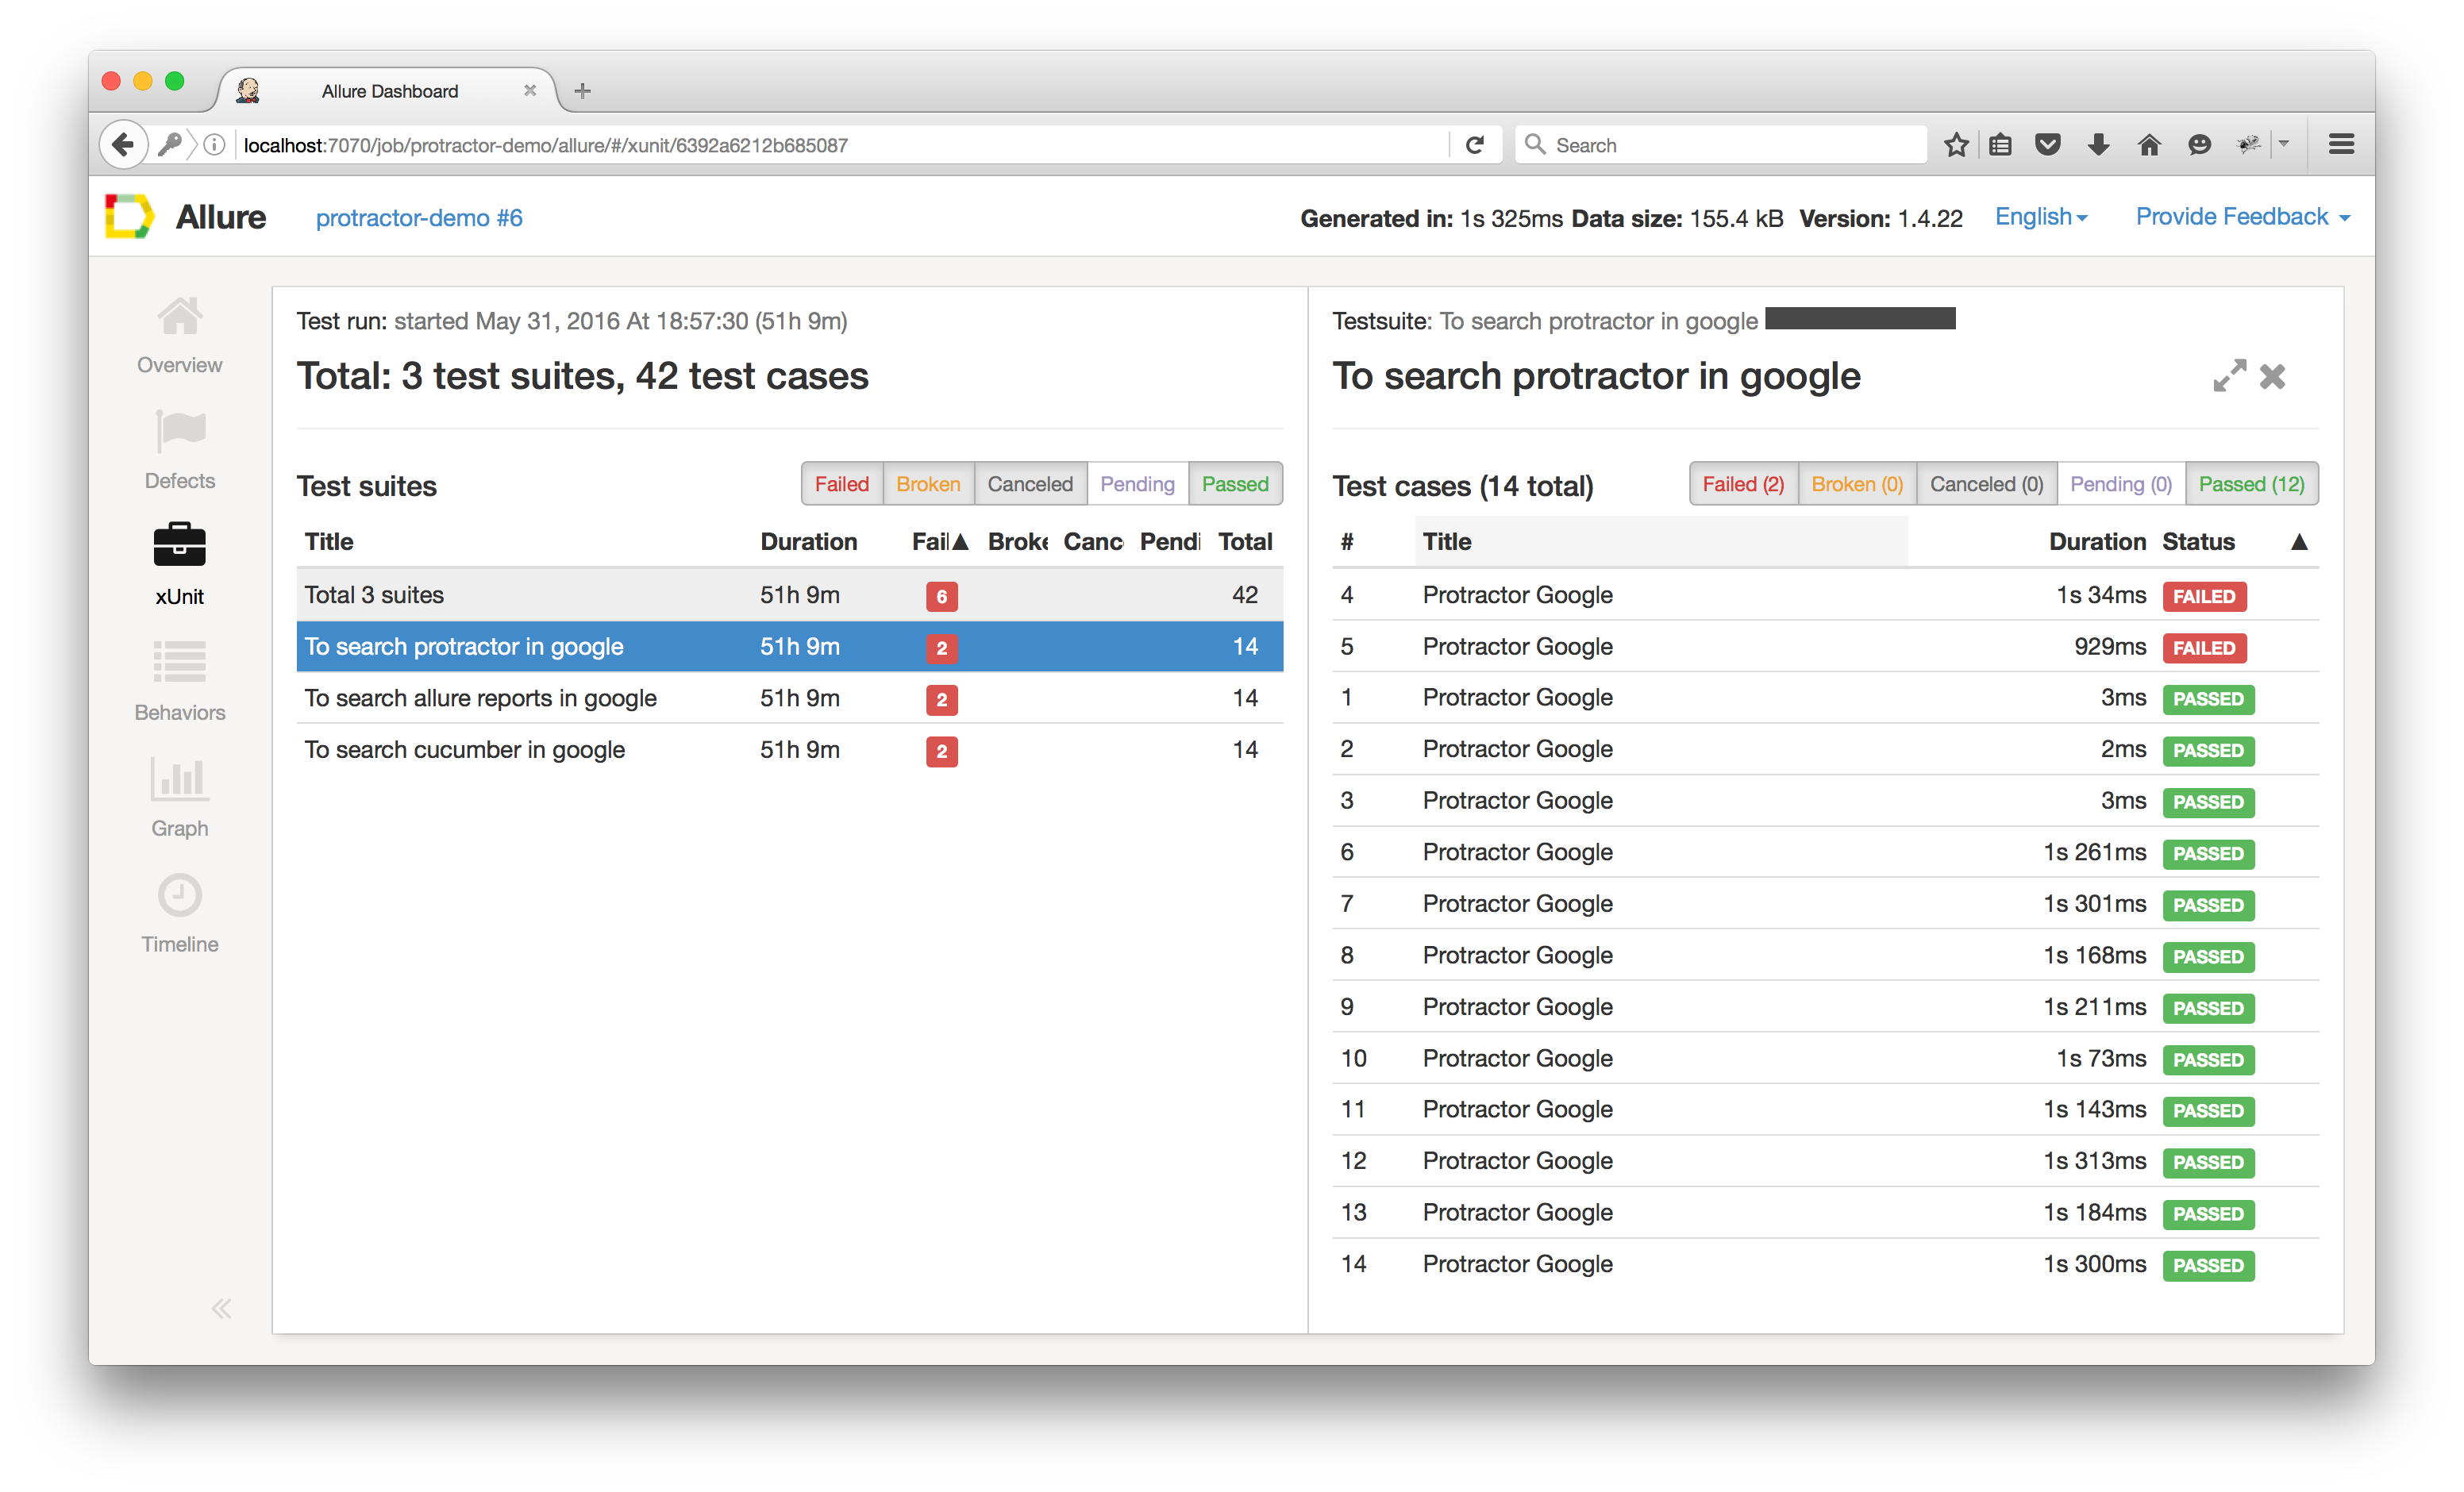 Allure Dashboard
localhost:7070/job/protractor-demo/allure/#/xunit/6392a6212b685087
Search
Allure
protractor-demo #6
Generated in: 1s 325ms Data size: 155.4 kB Version: 1.4.22
English
Provide Feedback
Overview
Defects
xUnit
Behaviors
Graph
Timeline
Test run: started May 31, 2016 At 18:57:30 (51h 9m)
Total: 3 test suites, 42 test cases
Test suites
Failed Broken Canceled Pending Passed
Title Duration Fail Broke Canc Pendi Total
Total 3 suites 51h 9m 6 42
To search protractor in google 51h 9m 2 14
To search allure reports in google 51h 9m 2 14
To search cucumber in google 51h 9m 2 14
Testsuite: To search protractor in google
To search protractor in google
Test cases (14 total)
Failed (2) Broken (0) Canceled (0) Pending (0) Passed (12)
# Title Duration Status
4 Protractor Google 1s 34ms FAILED
5 Protractor Google 929ms FAILED
1 Protractor Google 3ms PASSED
2 Protractor Google 2ms PASSED
3 Protractor Google 3ms PASSED
6 Protractor Google 1s 261ms PASSED
7 Protractor Google 1s 301ms PASSED
8 Protractor Google 1s 168ms PASSED
9 Protractor Google 1s 211ms PASSED
10 Protractor Google 1s 73ms PASSED
11 Protractor Google 1s 143ms PASSED
12 Protractor Google 1s 313ms PASSED
13 Protractor Google 1s 184ms PASSED
14 Protractor Google 1s 300ms PASSED